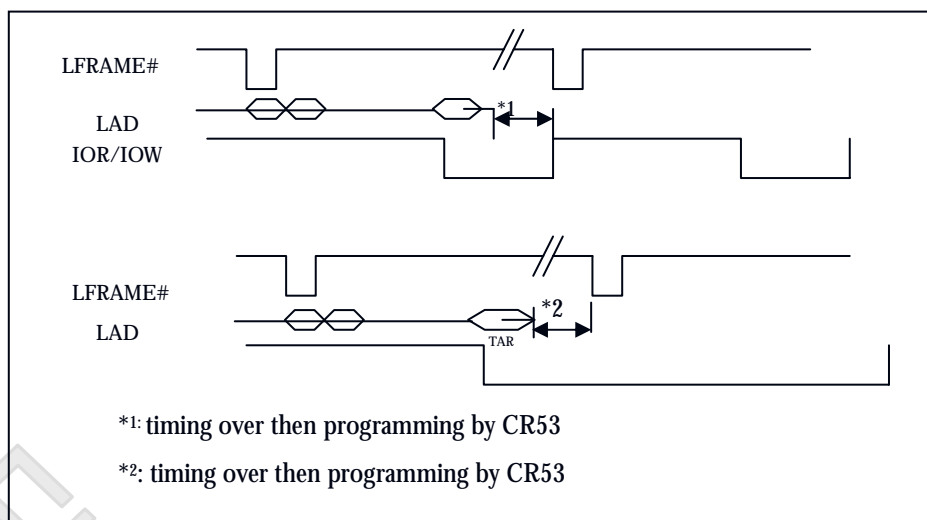 LFRAME#
*1
LAD
IOR/IOW
LFRAME#
*2
LAD
TAR
*1: timing over then programming by CR53
*2: timing over then programming by CR53